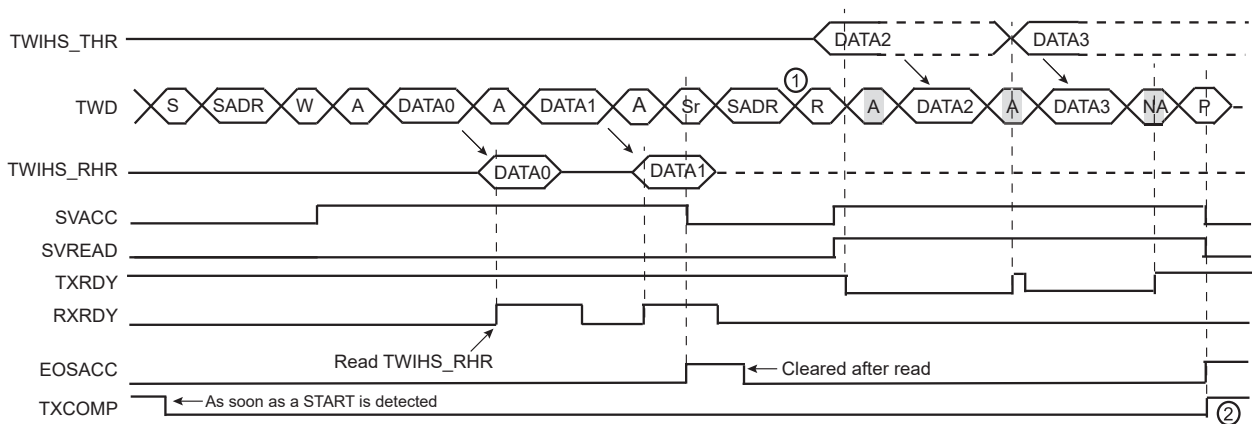 TWIHS_THR DATA2 DATA3
1
TWD S SADR W A DATA0 A DATA1 A Sr SADR R A DATA2 A DATA3 NA P
TWIHS_RHR DATA0 DATA1
SVACC
SVREAD
TXRDY
RXRDY
Read TWIHS_RHR
EOSACC Cleared after read
TXCOMP As soon as a START is detected 2